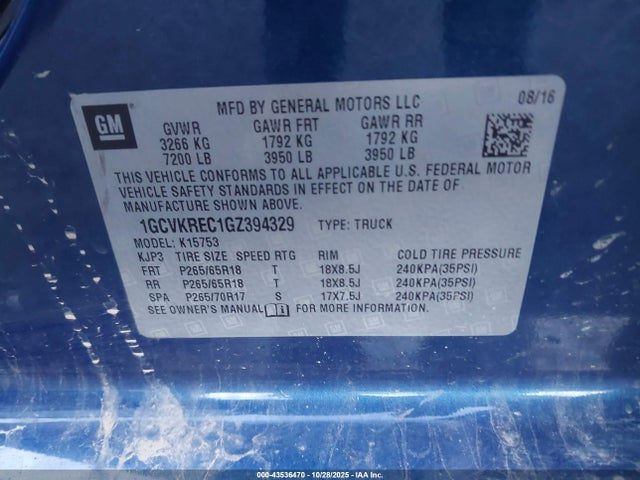 GM
MFD BY GENERAL MOTORS LLC 08/16
GVWR GAWR FRT GAWR RR
3266 KG 1792 KG 1792 KG
7200 LB 3950 LB 3950 LB
THIS VEHICLE CONFORMS TO ALL APPLICABLE U.S. FEDERAL MOTOR
VEHICLE SAFETY STANDARDS IN EFFECT ON THE DATE OF
MANUFACTURE SHOWN ABOVE.
1GCVKREC1GZ394329 TYPE: TRUCK
MODEL: K15753
KJP3 TIRE SIZE SPEED RTG RIM COLD TIRE PRESSURE
FRT P265/65R18 T 18X8.5J 240KPA(35PSI)
RR P265/65R18 T 18X8.5J 240KPA(35PSI)
SPA P265/70R17 S 17X7.5J 240KPA(35PSI)
SEE OWNER'S MANUAL FOR MORE INFORMATION
000-43536470 10/28/2025 IAAI.COM